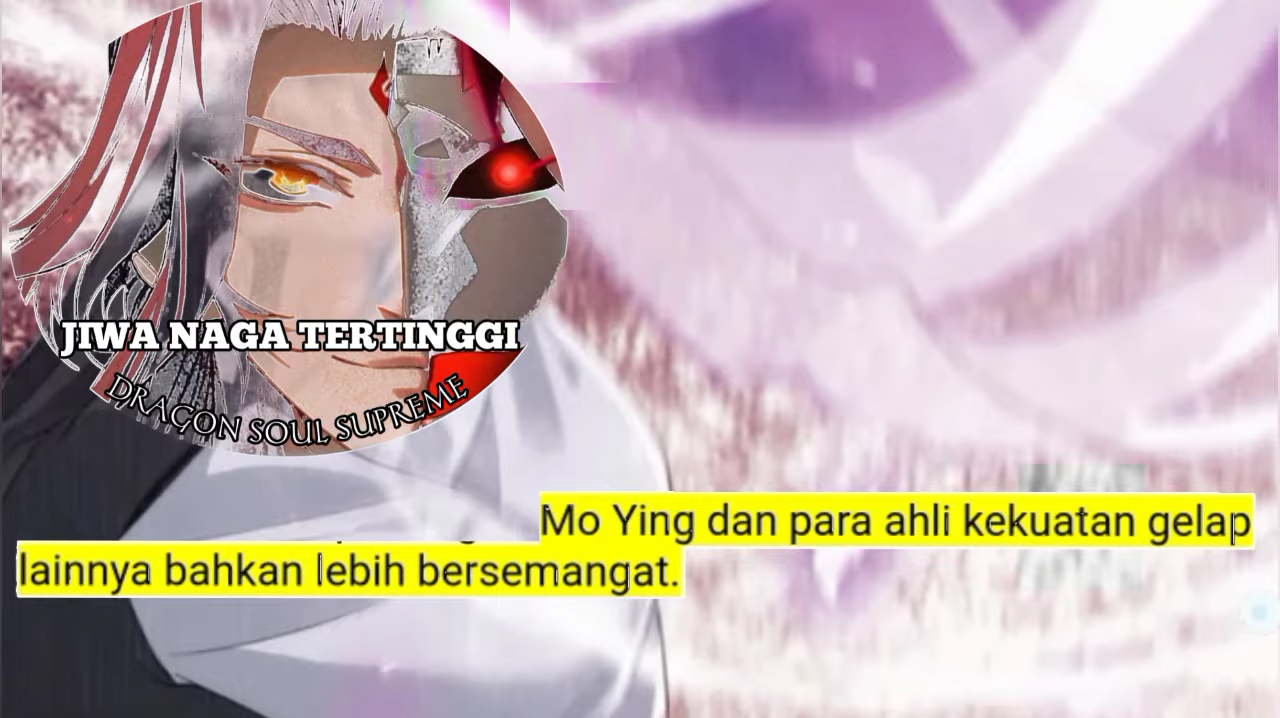 JIWA NAGA TERTINGGI
DRAGON SOUL SUPREME
Mo Ying dan para ahli kekuatan gelap
lainnya bahkan lebih bersemangat.